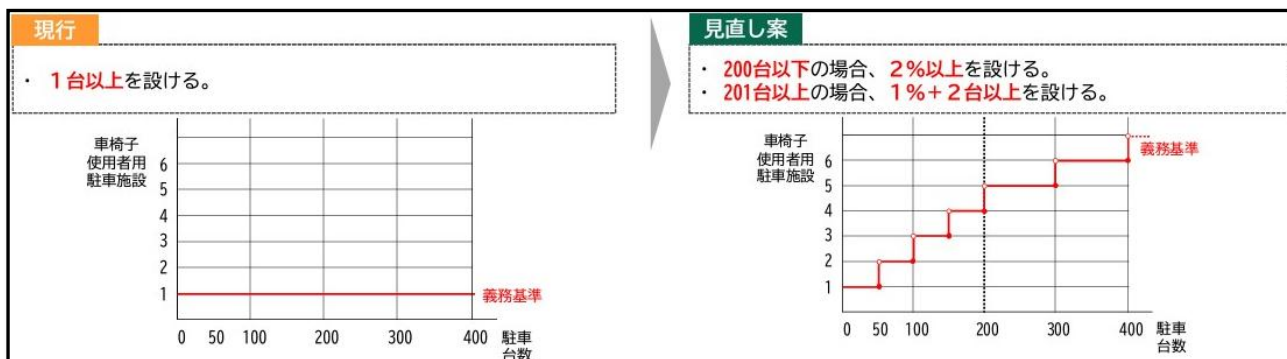 現行
・ 1台以上を設ける。
車椅子
使用者用
駐車施設
6
5
4
3
2
1
義務基準
0 50 100 200 300 400
駐車
台数
見直し案
・ 200台以下の場合、2%以上を設ける。
・ 201台以上の場合、1%+2台以上を設ける。
車椅子
使用者用
駐車施設
義務基準
6
5
4
3
2
1
0 50 100 200 300 400
駐車
台数